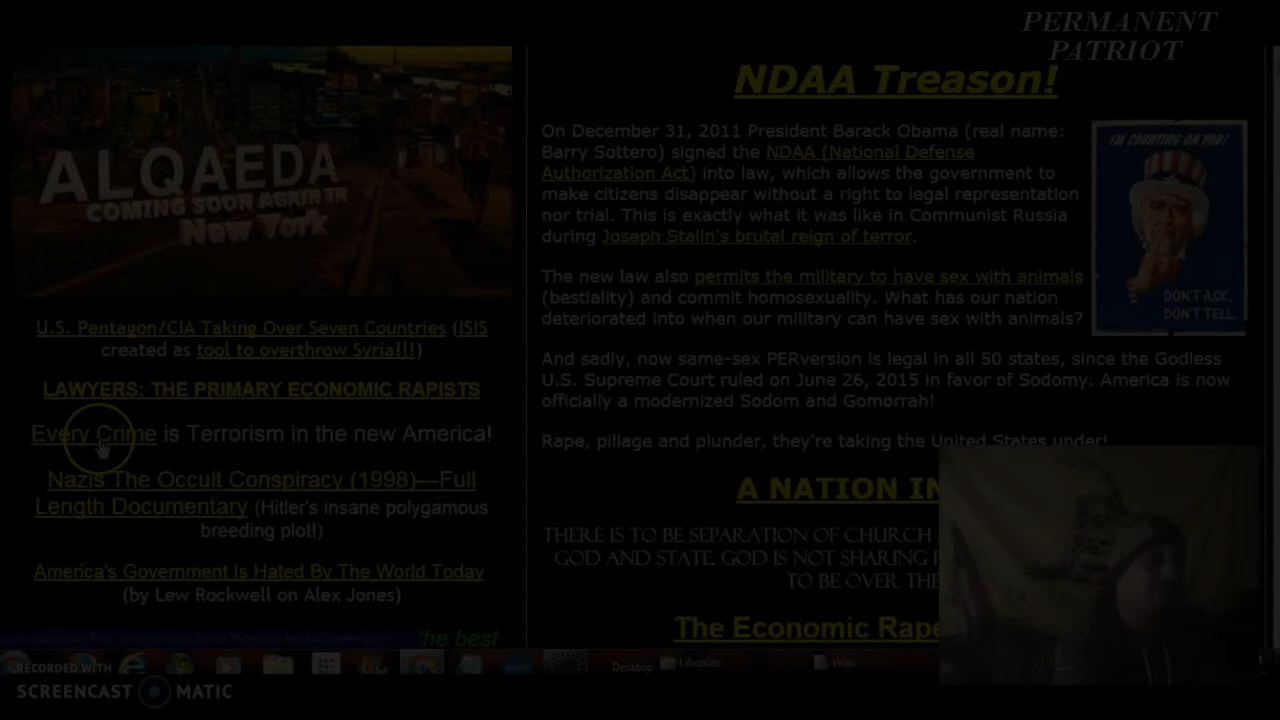 PERMANENT
PATRIOT
ALQAEDA
COMING SOON AGAIN IN
New York
U.S. Pentagon/CIA Taking Over Seven Countries (ISIS
created as tool to overthrow Syria!!!)
LAWYERS: THE PRIMARY ECONOMIC RAPISTS
Every Crime is Terrorism in the new America!
Nazis The Occult Conspiracy (1998)—Full
Length Documentary (Hitler's insane polygamous
breeding plot!)
America's Government Is Hated By The World Today
(by Lew Rockwell on Alex Jones)
'he best
NDAA Treason!
On December 31, 2011 President Barack Obama (real name:
Barry Sottero) signed the NDAA (National Defense
Authorization Act) into law, which allows the government to
make citizens disappear without a right to legal representation
nor trial. This is exactly what it was like in Communist Russia
during Joseph Stalin's brutal reign of terror.
I'M COUNTING ON YOU!
DON'T ASK,
DON'T TELL.
The new law also permits the military to have sex with animals
(bestiality) and commit homosexuality. What has our nation
deteriorated into when our military can have sex with animals?
And sadly, now same-sex PERversion is legal in all 50 states, since the Godless
U.S. Supreme Court ruled on June 26, 2015 in favor of Sodomy. America is now
officially a modernized Sodom and Gomorrah!
Rape, pillage and plunder, they're taking the United States under!
A NATION IN
THERE IS TO BE SEPARATION OF CHURCH
GOD AND STATE. GOD IS NOT SHARING
TO BE OVER THE
The Economic Rape
Desktop
Libraries
RECORDED WITH
SCREENCAST MATIC